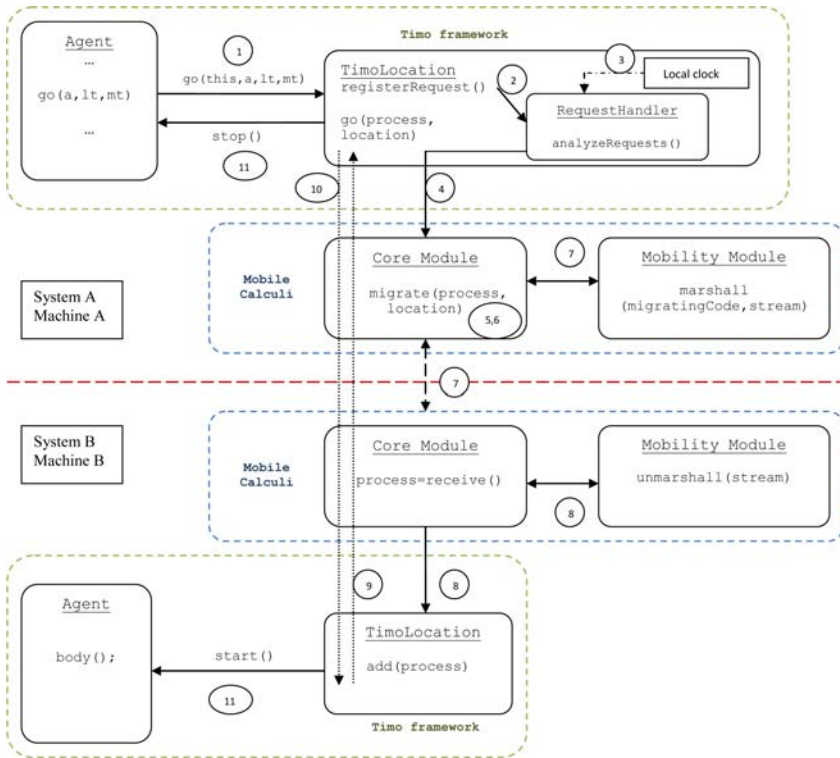 Timo framework
Agent
…
go(a,lt,mt)
…
1
go(this,a,lt,mt)
stop()
11
TimoLocation
registerRequest()
go(process,
location)
2
3
Local clock
RequestHandler
analyzeRequests()
10
4
System A
Machine A
Mobile
Calculi
Core Module
migrate(process,
location)
5,6
7
Mobility Module
marshall
(migratingCode,stream)
7
System B
Machine B
Mobile
Calculi
Core Module
process=receive()
8
Mobility Module
unmarshall(stream)
9
8
Agent
body();
start()
11
TimoLocation
add(process)
Timo framework